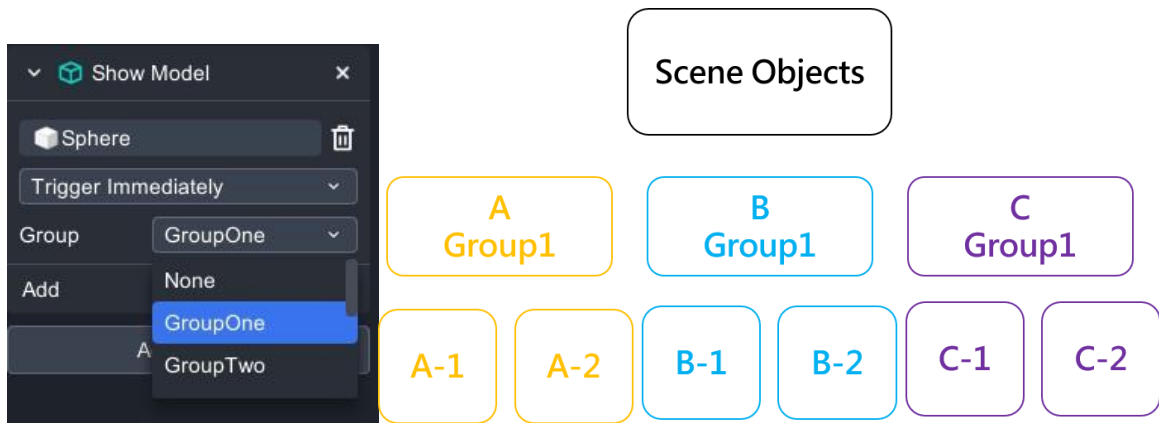 Show Model
Sphere
Trigger Immediately
Group GroupOne
Add
None
GroupOne
GroupTwo
A
Scene Objects
A
Group1
B
Group1
C
Group1
A-1
A-2
B-1
B-2
C-1
C-2